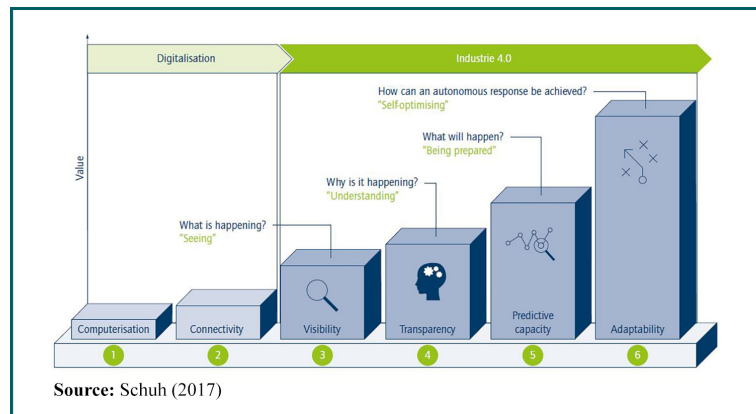 Digitalisation
Industrie 4.0
How can an autonomous response be achieved?
"Self-optimising"
What will happen?
"Being prepared"
Value
Why is it happening?
"Understanding"
What is happening?
"Seeing"
Computerisation
Connectivity
Visibility
Transparency
Predictive
capacity
Adaptability
1
2
3
4
5
6
Source: Schuh (2017)